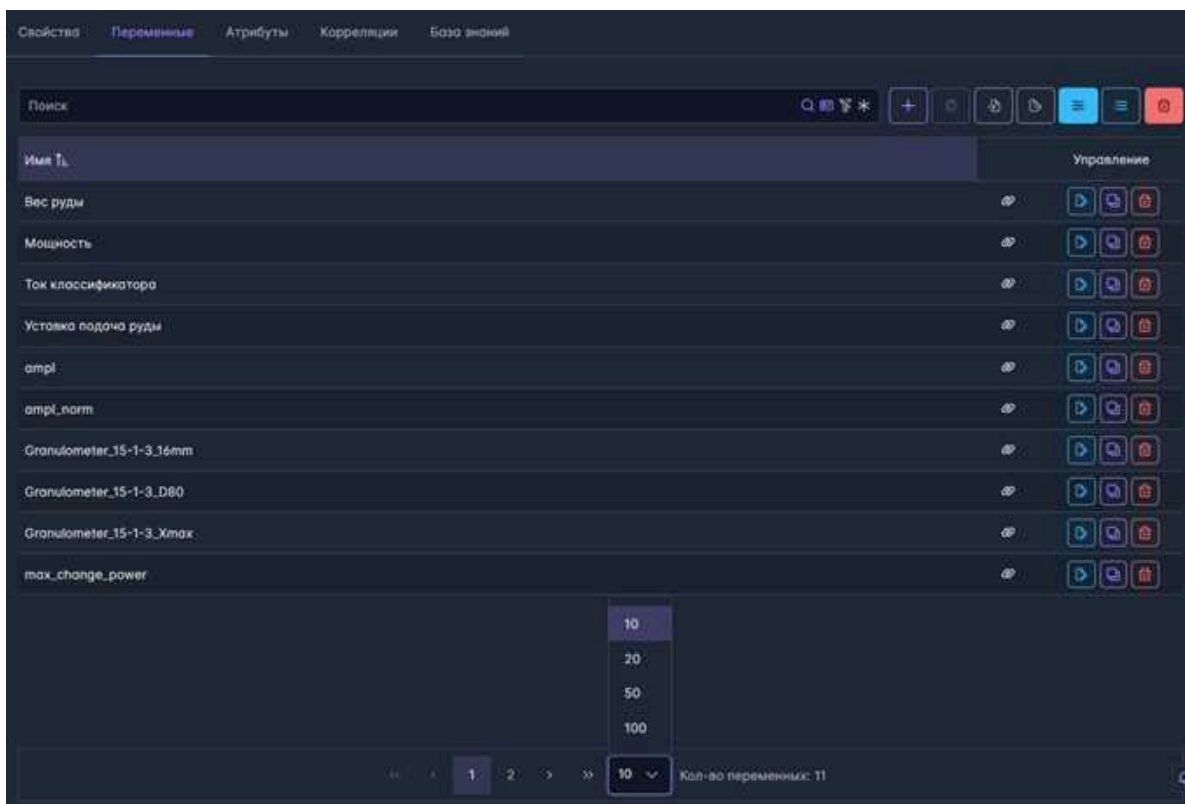 Свойства Переменные Атрибуты Корреляции База знаний
Поиск
Имя Управление
Вес руды
Мощность
Ток классификатора
Уставка подача руды
ampl
ampl_norm
Granulometer_15-1-3_16mm
Granulometer_15-1-3_D80
Granulometer_15-1-3_Xmax
max_change_power
10
20
50
100
1 2 10 Кол-во переменных: 11